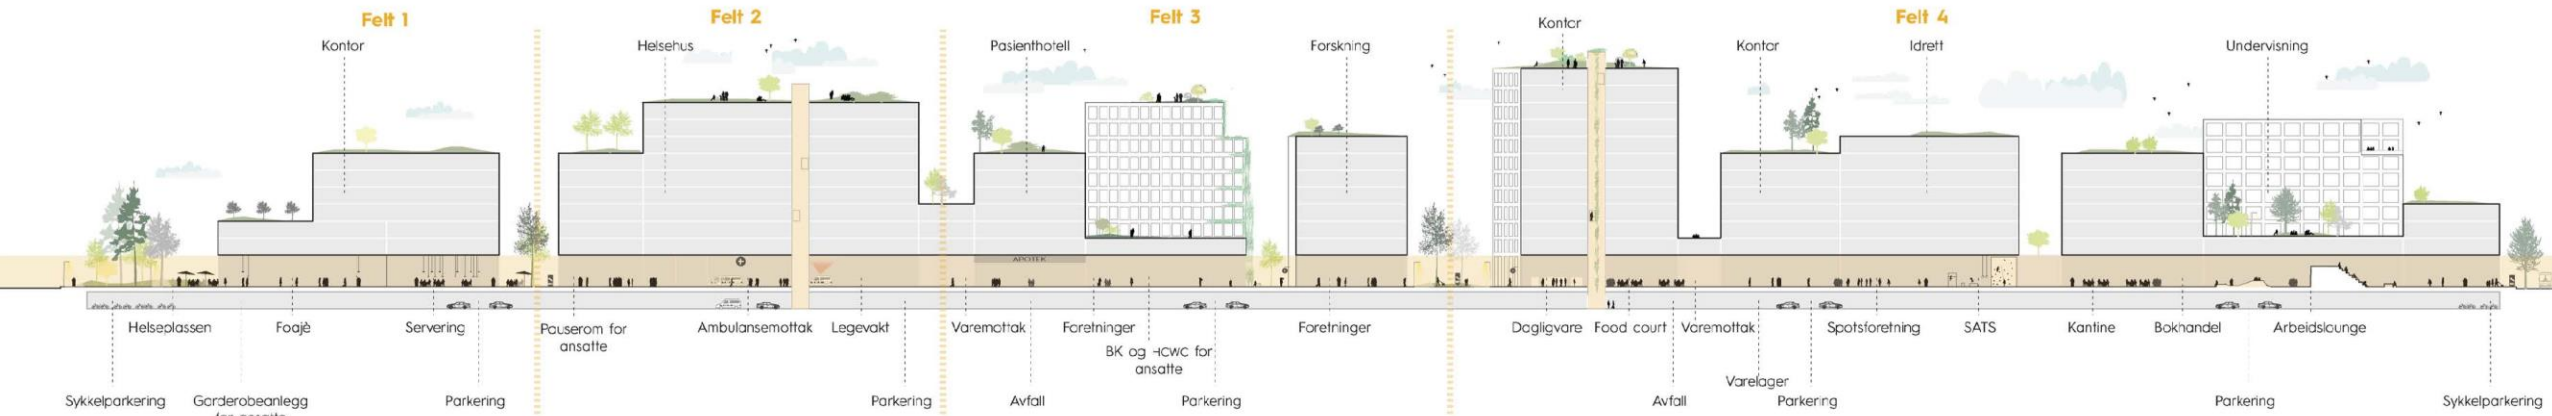 Felt 1
Felt 2
Felt 3
Felt 4
Kontor
Helsehus
Pasienthotell
Forskning
Kontor
Kontor
Idrett
Undervisning
APOTEK
Helseplassen
Foajè
Servering
Pauserom for
ansatte
Ambulansemottak
Legevakt
Varemottak
Foretninger
BK og HCWC for
ansatte
Foretninger
Dagligvare
Food court
Varemottak
Spotsforetning
SATS
Kantine
Bokhandel
Arbeidslounge
Varelager
Sykkelparkering
Garderobeanlegg
for ansatte
Parkering
Parkering
Avfall
Parkering
Avfall
Parkering
Parkering
Sykkelparkering